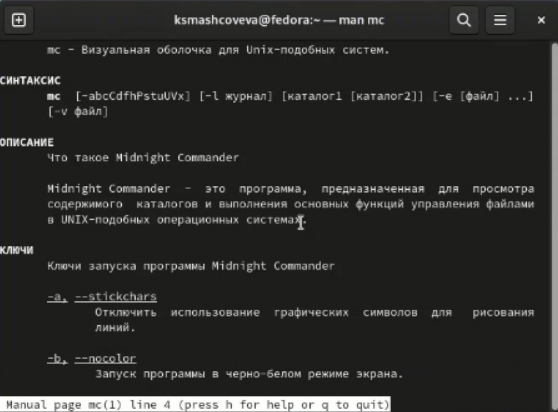 ksmashcoveva@fedora:~ — man mc
mc - Визуальная оболочка для Unix-подобных систем.
СИНТАКСИС
mc [-abcCdfhPstuUVx] [-l журнал] [каталог1 [каталог2]] [-e [файл] ...]
[-v файл]
ОПИСАНИЕ
Что такое Midnight Commander
Midnight Commander - это программа, предназначенная для просмотра
содержимого каталогов и выполнения основных функций управления файлами
в UNIX-подобных операционных системах.
КЛЮЧИ
Ключи запуска программы Midnight Commander
-a, --stickchars
Отключить использование графических символов для рисования
линий.
-b, --nocolor
Запуск программы в черно-белом режиме экрана.
Manual page mc(1) line 4 (press h for help or q to quit)